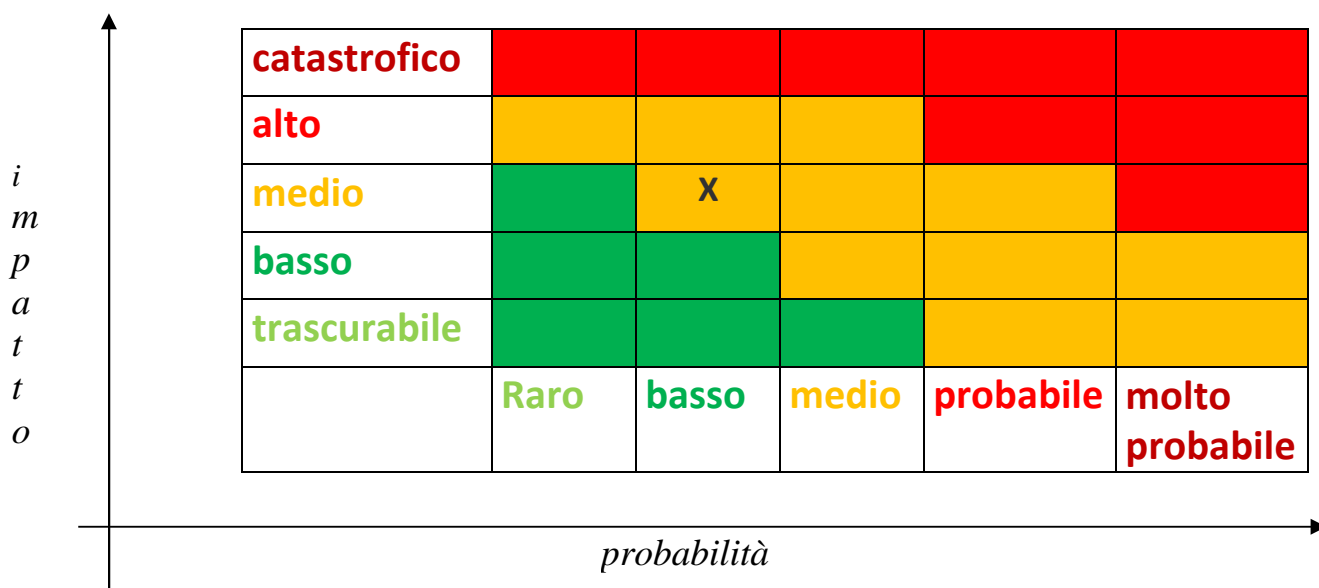 catastrofico
alto
medio X
basso
trascurabile
Raro basso medio probabile molto
probabile
i
m
p
a
t
t
o
probabilità